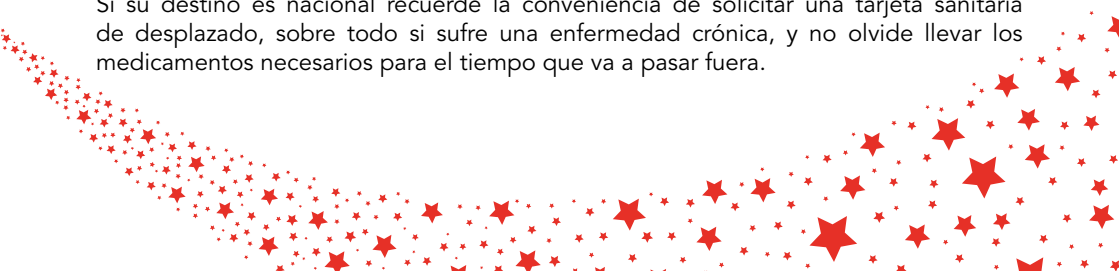 Si su destino es nacional recuerde la conveniencia de solicitar una tarjeta sanitaria
de desplazado, sobre todo si sufre una enfermedad crónica, y no olvide llevar los
medicamentos necesarios para el tiempo que va a pasar fuera.